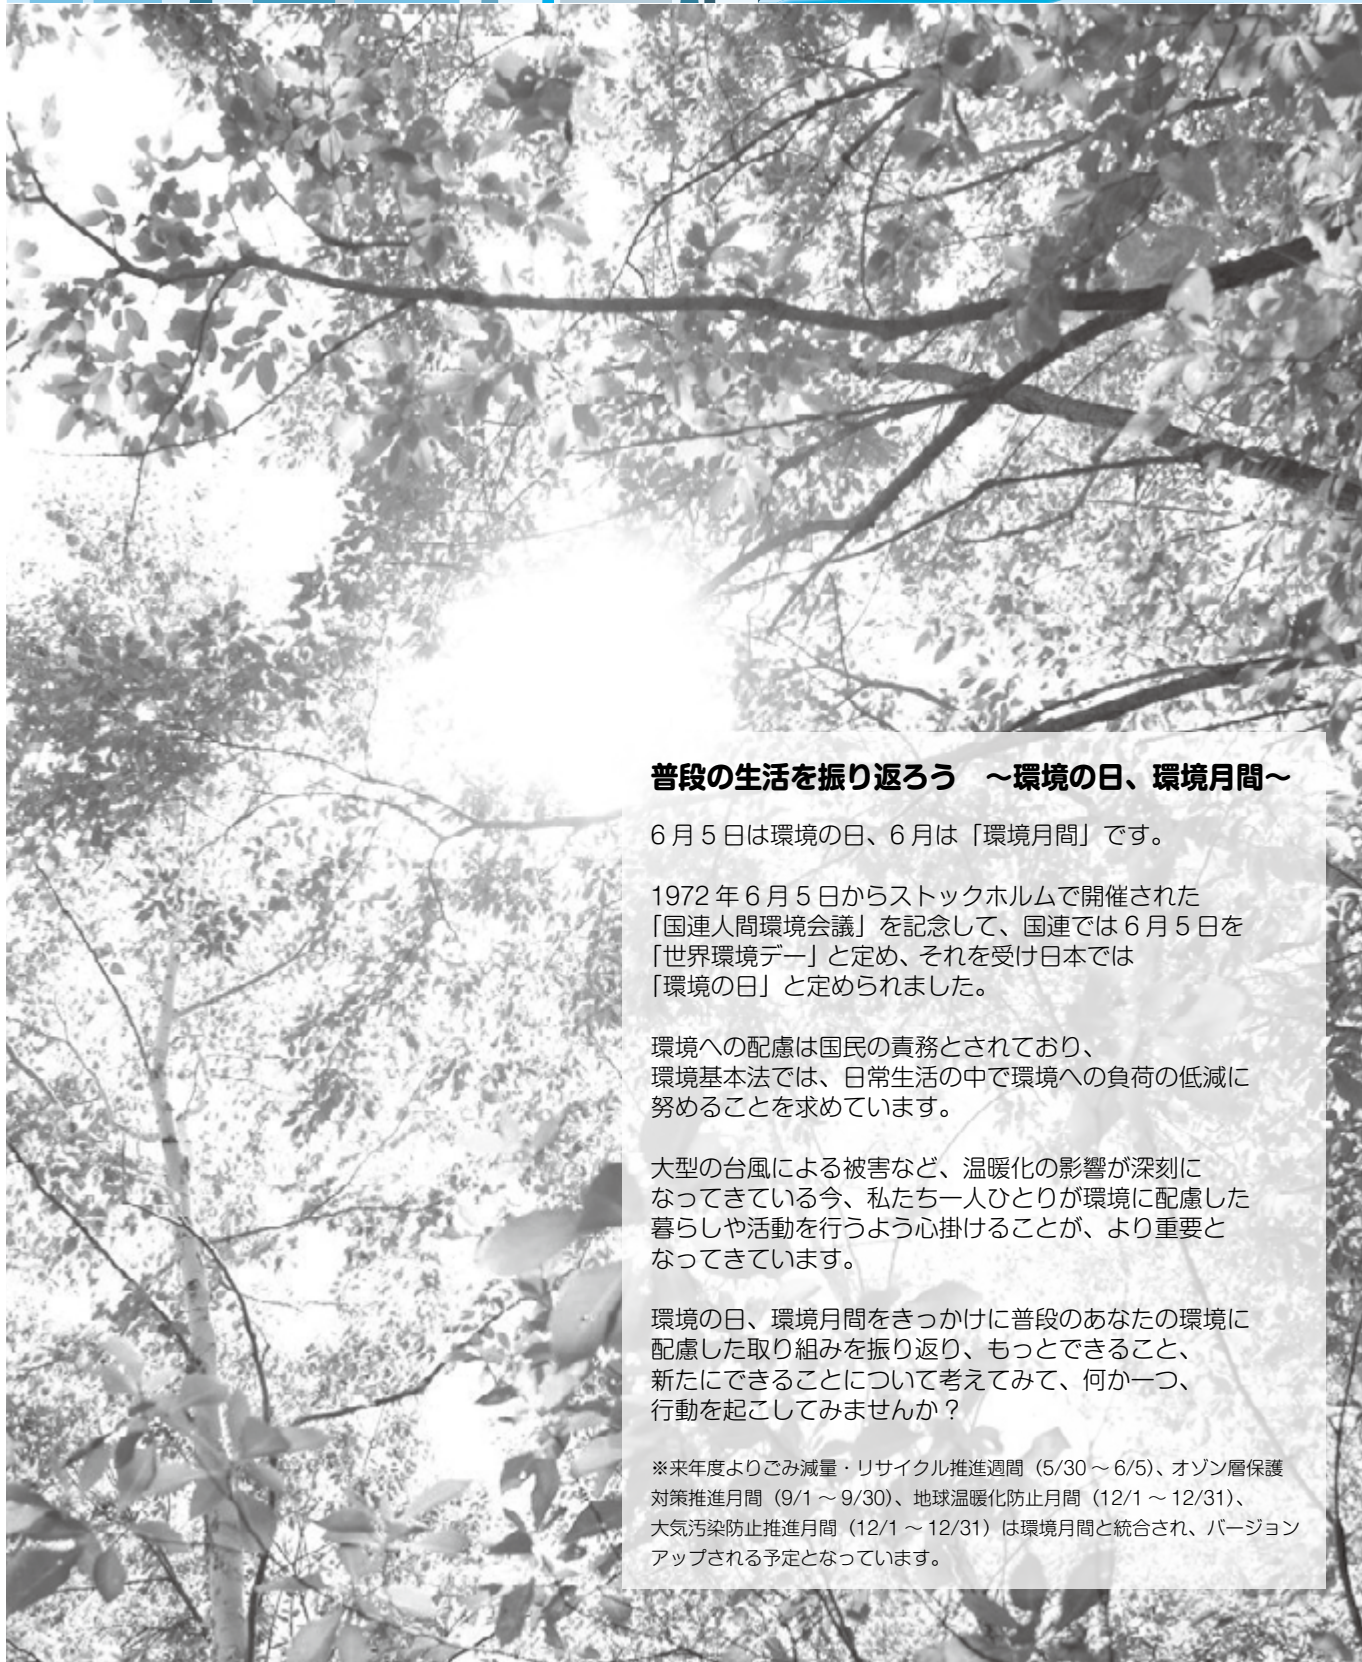 普段の生活を振り返ろう　～環境の日、環境月間～
6月5日は環境の日、6月は「環境月間」です。
1972年6月5日からストックホルムで開催された
「国連人間環境会議」を記念して、国連では6月5日を
「世界環境デー」と定め、それを受け日本では
「環境の日」と定められました。
環境への配慮は国民の責務とされており、
環境基本法では、日常生活の中で環境への負荷の低減に
努めることを求めています。
大型の台風による被害など、温暖化の影響が深刻に
なってきている今、私たち一人ひとりが環境に配慮した
暮らしや活動を行うよう心掛けることが、より重要と
なってきています。
環境の日、環境月間をきっかけに普段のあなたの環境に
配慮した取り組みを振り返り、もっとできること、
新たにできることについて考えてみて、何か一つ、
行動を起こしてみませんか？
※来年度よりごみ減量・リサイクル推進週間（5/30～6/5）、オゾン層保護
対策推進月間（9/1～9/30）、地球温暖化防止月間（12/1～12/31）、
大気汚染防止推進月間（12/1～12/31）は環境月間と統合され、バージョン
アップされる予定となっています。